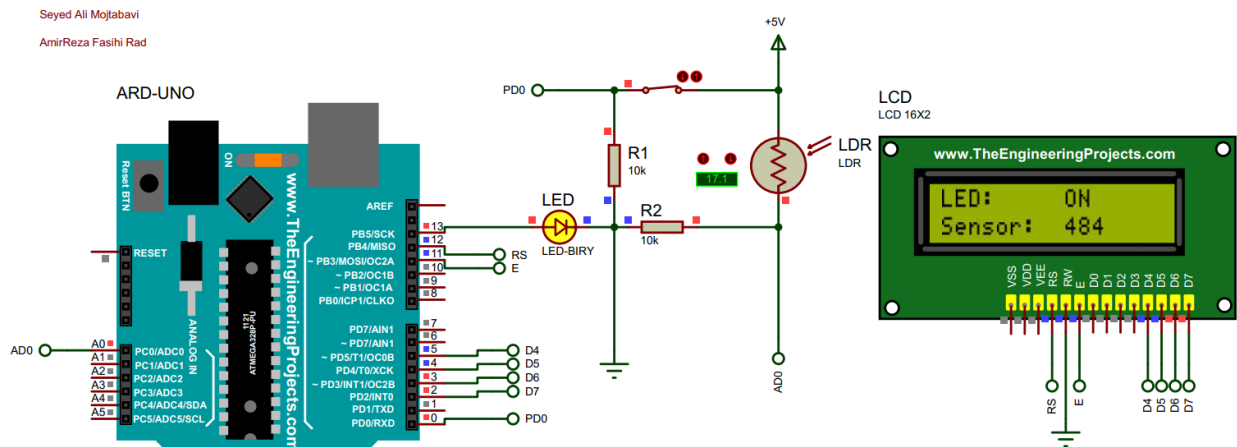 Seyed Ali Mojtabavi
AmirReza Fasihi Rad
ARD-UNO
Reset BTN
ON
www.TheEngineeringProjects.com
RESET
ANALOG IN
1121
ATMEGA328P-PU
AREF
PB5/SCK 13
PB4/MISO 12
~ PB3/MOSI/OC2A 11
~ PB2/OC1B 10
~ PB1/OC1A 9
PB0/ICP1/CLKO 8
PD7/AIN1 7
~ PD7/AIN1 6
~ PD5/T1/OC0B 5
PD4/T0/XCK 4
~ PD3/INT1/OC2B 3
PD2/INT0 2
PD1/TXD 1
PD0/RXD 0
AD0
A0 PC0/ADC0
A1 PC1/ADC1
A2 PC2/ADC2
A3 PC3/ADC3
A4 PC4/ADC4/SDA
A5 PC5/ADC5/SCL
RS
E
D4
D5
D6
D7
PD0
PD0
+5V
R1
10k
LED
LED-BIRY
R2
10k
17.1
LDR
LDR
AD0
LCD
LCD 16X2
www.TheEngineeringProjects.com
LED: ON
Sensor: 484
VSS VDD VEE RS RW E D0 D1 D2 D3 D4 D5 D6 D7
RS E D4 D5 D6 D7